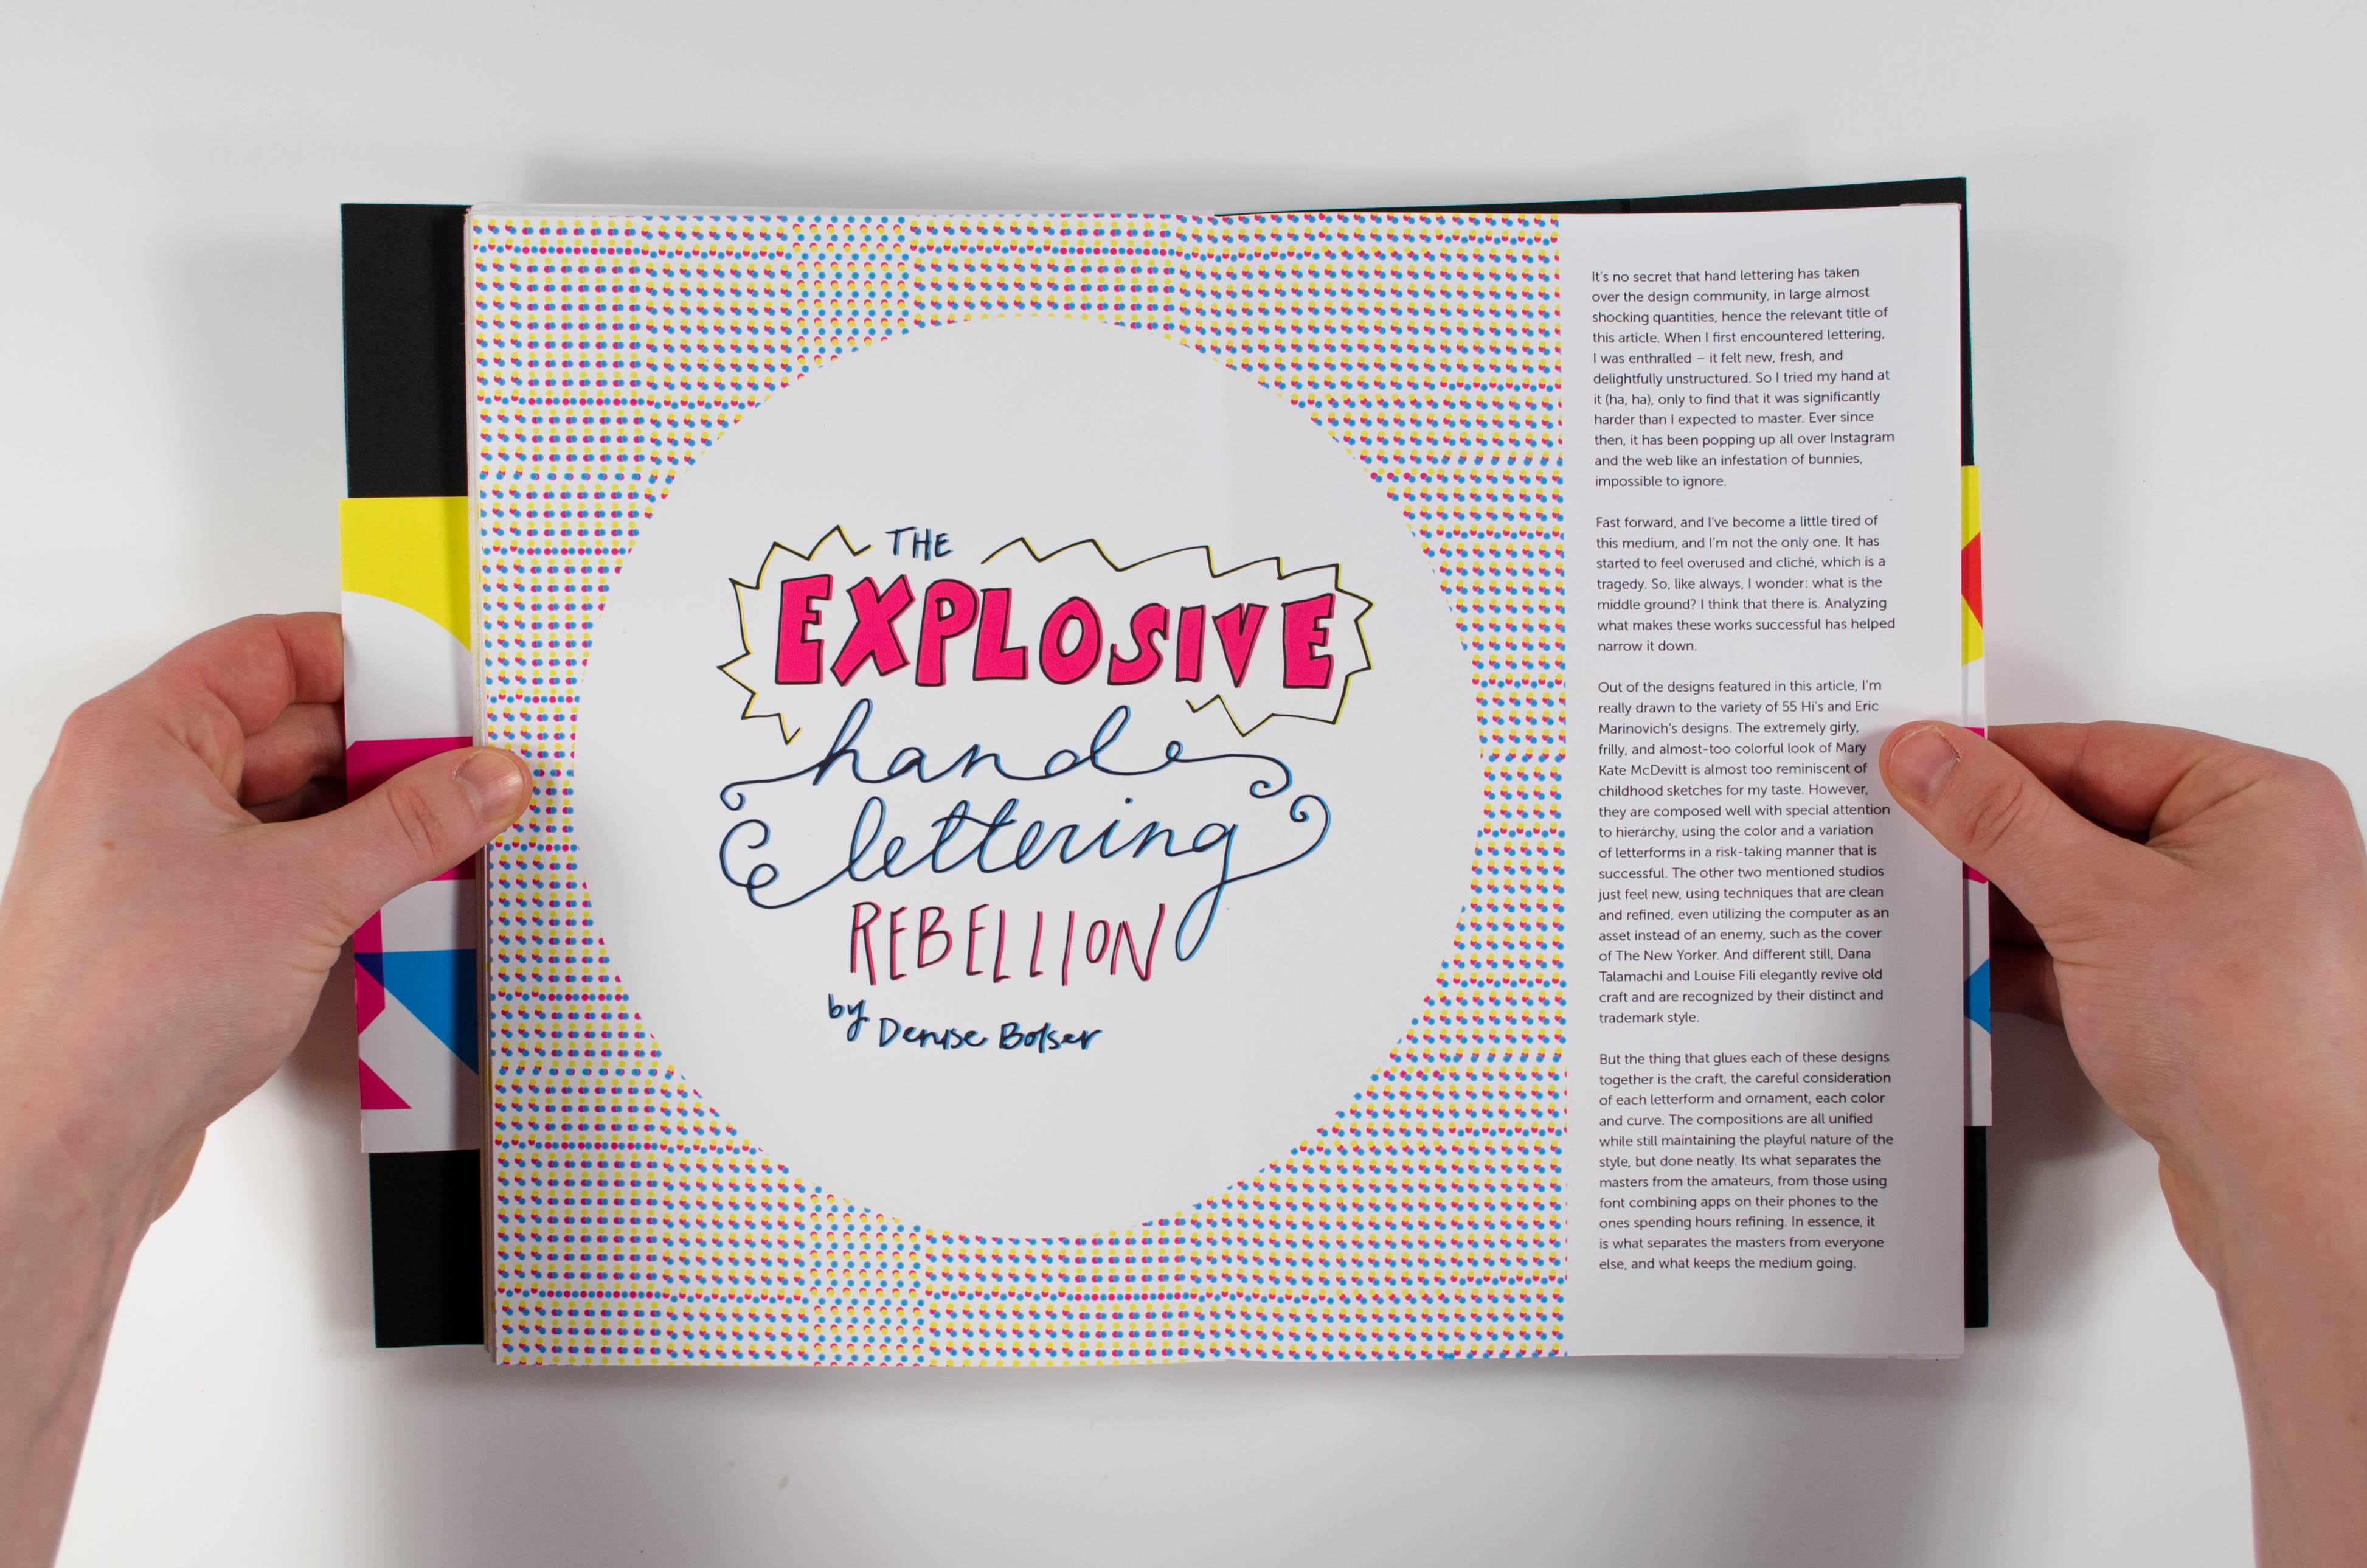 THE
EXPLOSIVE
hand
lettering
REBELLION
by
Denise Bolser
It's no secret that hand lettering has taken
over the design community, in large almost
shocking quantities, hence the relevant title of
this article. When I first encountered lettering,
I was enthralled – it felt new, fresh, and
delightfully unstructured. So I tried my hand at
it (ha, ha), only to find that it was significantly
harder than I expected to master. Ever since
then, it has been popping up all over Instagram
and the web like an infestation of bunnies,
impossible to ignore.
Fast forward, and I've become a little tired of
this medium, and I'm not the only one. It has
started to feel overused and cliché, which is a
tragedy. So, like always, I wonder: what is the
middle ground? I think that there is. Analyzing
what makes these works successful has helped
narrow it down.
Out of the designs featured in this article, I'm
really drawn to the variety of 55 Hi's and Eric
Marinovich's designs. The extremely girly,
frilly, and almost-too colorful look of Mary
Kate McDevitt is almost too reminiscent of
childhood sketches for my taste. However,
they are composed well with special attention
to hierarchy, using the color and a variation
of letterforms in a risk-taking manner that is
successful. The other two mentioned studios
just feel new, using techniques that are clean
and refined, even utilizing the computer as an
asset instead of an enemy, such as the cover
of The New Yorker. And different still, Dana
Talamachi and Louise Fili elegantly revive old
craft and are recognized by their distinct and
trademark style.
But the thing that glues each of these designs
together is the craft, the careful consideration
of each letterform and ornament, each color
and curve. The compositions are all unified
while still maintaining the playful nature of the
style, but done neatly. Its what separates the
masters from the amateurs, from those using
font combining apps on their phones to the
ones spending hours refining. In essence, it
is what separates the masters from everyone
else, and what keeps the medium going.